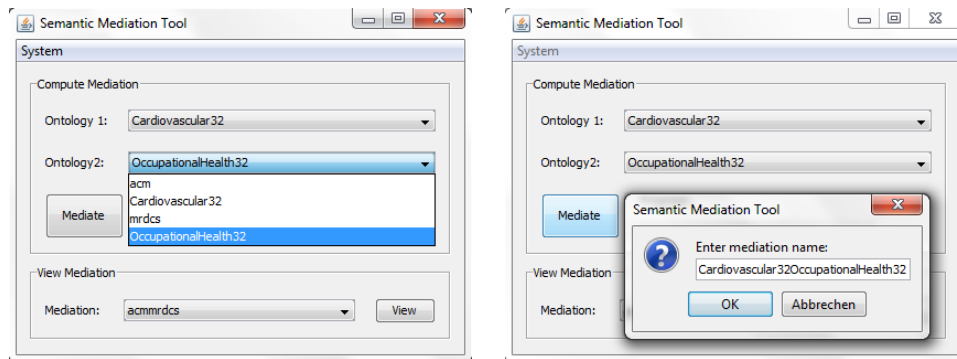 Semantic Mediation Tool
System
Compute Mediation
Ontology 1: Cardiovascular32
Ontology2: OccupationalHealth32
acm
Cardiovascular32
mrdcs
OccupationalHealth32
Mediate
View Mediation
Mediation: acmmrdcs View
Semantic Mediation Tool
System
Compute Mediation
Ontology 1: Cardiovascular32
Ontology2: OccupationalHealth32
Mediate
Semantic Mediation Tool
Enter mediation name:
Cardiovascular32OccupationalHealth32
OK Abbrechen
View Mediation
Mediation: